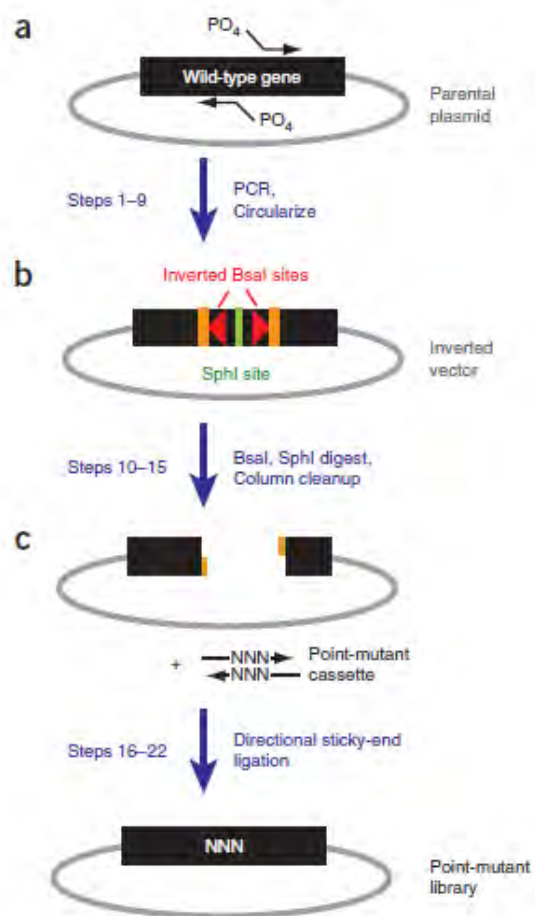 a
PO4
Wild-type gene
PO4
Parental
plasmid
Steps 1–9
PCR,
Circularize
b
Inverted BsaI sites
SphI site
Inverted
vector
Steps 10–15
BsaI, SphI digest,
Column cleanup
c
+
NNN
NNN
Point-mutant
cassette
Steps 16–22
Directional sticky-end
ligation
NNN
Point-mutant
library